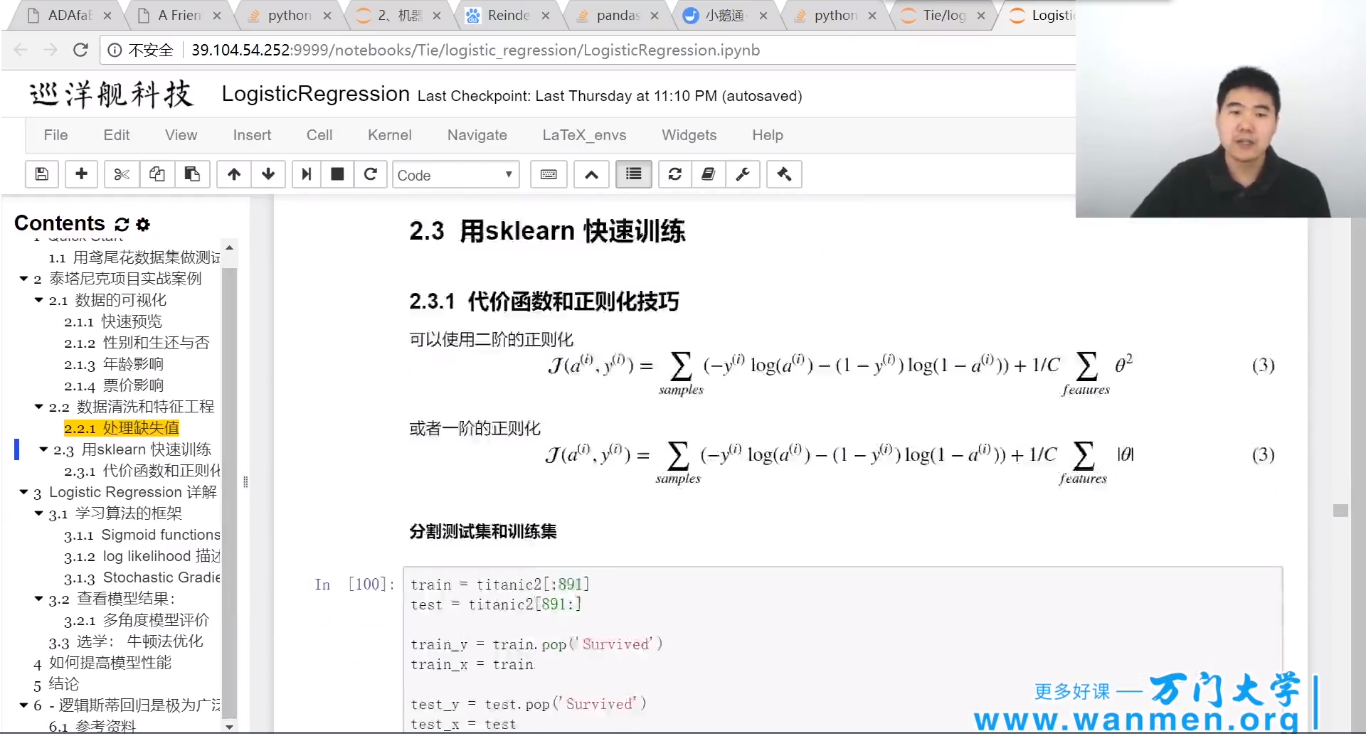 ADAfaB
A Frien
python
2、机器
Reinde
pandas
小鹅通
python
Tie/log
Logisti
不安全 39.104.54.252:9999/notebooks/Tie/logistic_regression/LogisticRegression.ipynb
巡洋舰科技 LogisticRegression Last Checkpoint: Last Thursday at 11:10 PM (autosaved)
File Edit View Insert Cell Kernel Navigate LaTeX_envs Widgets Help
Code
Contents
1 Quick Start
1.1 用鸢尾花数据集做测试
2 泰塔尼克项目实战案例
2.1 数据的可视化
2.1.1 快速预览
2.1.2 性别和生还与否
2.1.3 年龄影响
2.1.4 票价影响
2.2 数据清洗和特征工程
2.2.1 处理缺失值
2.3 用sklearn 快速训练
2.3.1 代价函数和正则化
3 Logistic Regression 详解
3.1 学习算法的框架
3.1.1 Sigmoid functions
3.1.2 log likelihood 描述
3.1.3 Stochastic Gradie
3.2 查看模型结果:
3.2.1 多角度模型评价
3.3 选学: 牛顿法优化
4 如何提高模型性能
5 结论
6 - 逻辑斯蒂回归是极为广泛
6.1 参考资料
2.3 用sklearn 快速训练
2.3.1 代价函数和正则化技巧
可以使用二阶的正则化
𝒥(a⁽ⁱ⁾, y⁽ⁱ⁾) = ∑samples (−y⁽ⁱ⁾ log(a⁽ⁱ⁾) − (1 − y⁽ⁱ⁾) log(1 − a⁽ⁱ⁾)) + 1/C ∑features θ² (3)
或者一阶的正则化
𝒥(a⁽ⁱ⁾, y⁽ⁱ⁾) = ∑samples (−y⁽ⁱ⁾ log(a⁽ⁱ⁾) − (1 − y⁽ⁱ⁾) log(1 − a⁽ⁱ⁾)) + 1/C ∑features |θ| (3)
分割测试集和训练集
In [100]:
train = titanic2[:891]
test = titanic2[891:]
train_y = train.pop('Survived')
train_x = train
test_y = test.pop('Survived')
test_x = test
更多好课 — 万门大学
www.wanmen.org